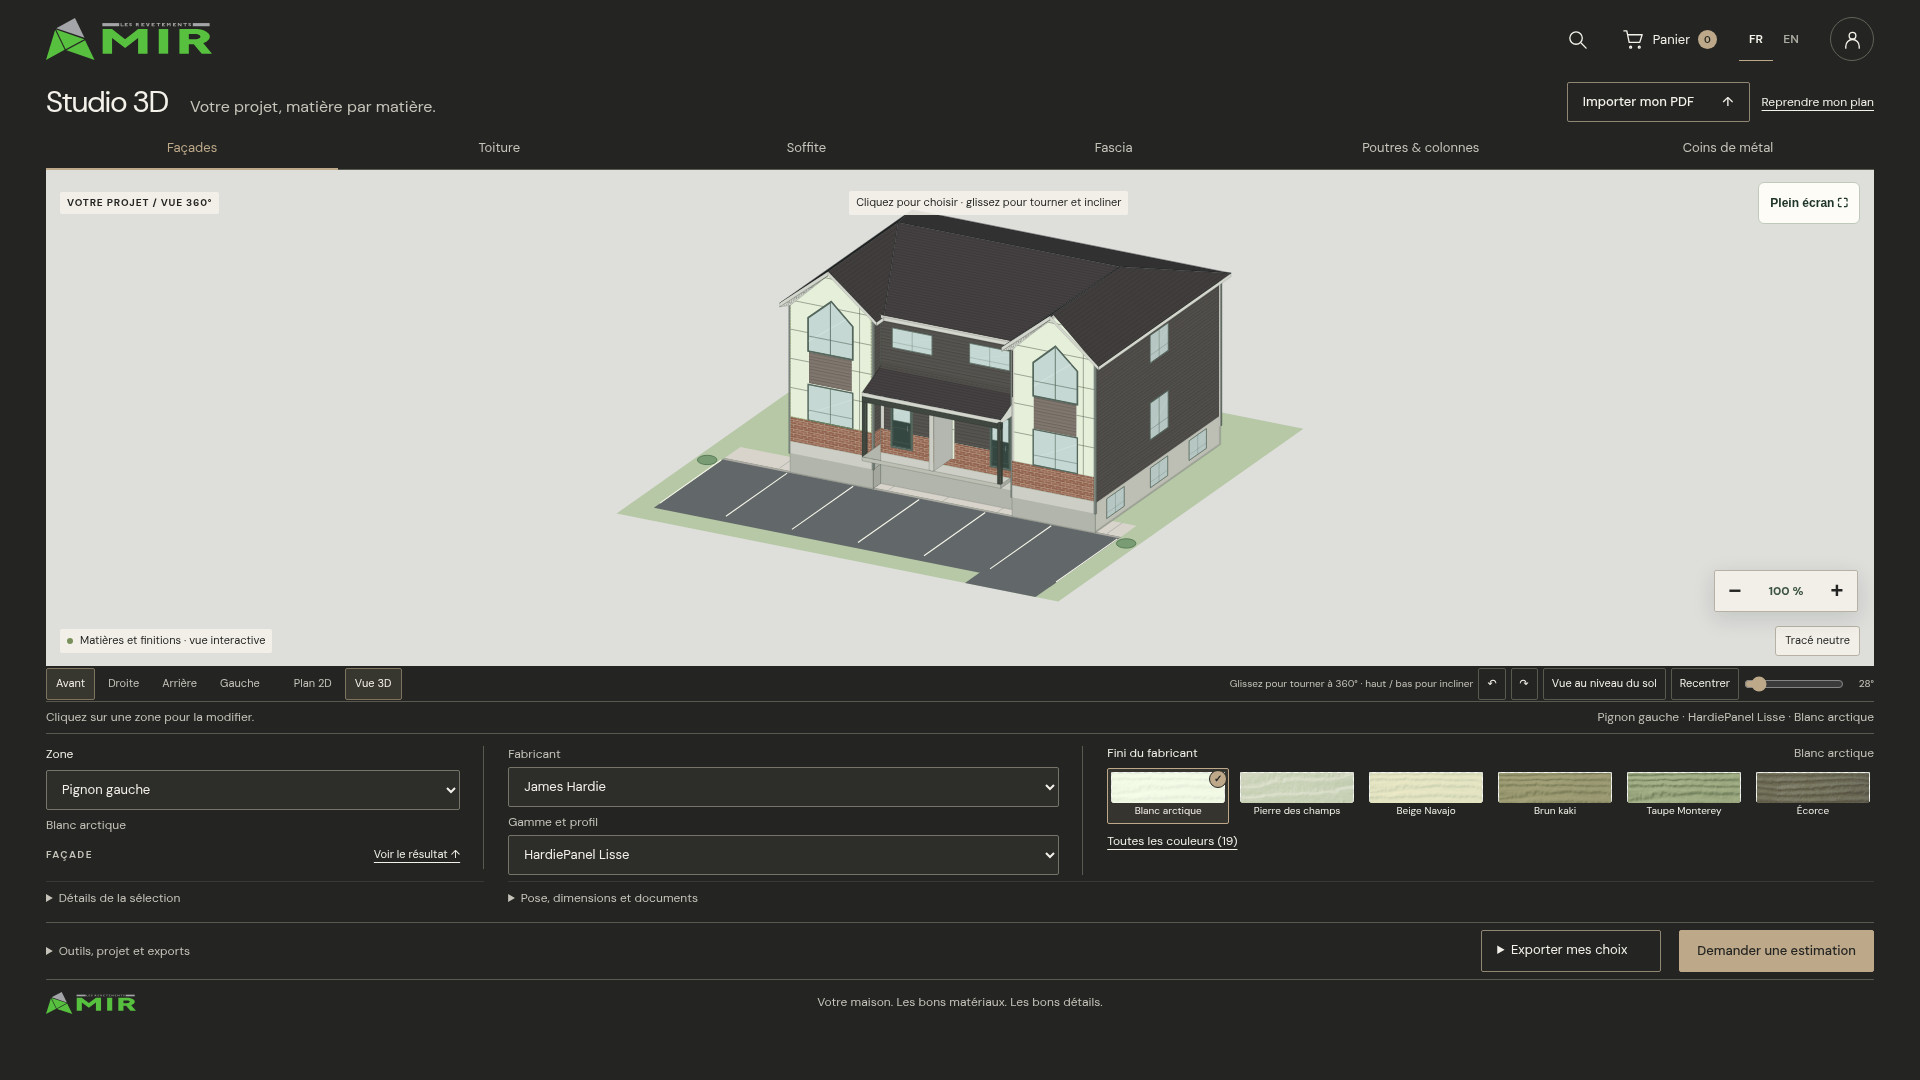 LES REVÊTEMENTS
MIR
Panier 0
FR EN
Studio 3D
Votre projet, matière par matière.
Importer mon PDF ↑
Reprendre mon plan
Façades
Toiture
Soffite
Fascia
Poutres & colonnes
Coins de métal
VOTRE PROJET / VUE 360°
Cliquez pour choisir · glissez pour tourner et incliner
Plein écran
− 100 % +
Matières et finitions · vue interactive
Tracé neutre
Avant
Droite
Arrière
Gauche
Plan 2D
Vue 3D
Glissez pour tourner à 360° · haut / bas pour incliner
↶
↷
Vue au niveau du sol
Recentrer
28°
Cliquez sur une zone pour la modifier.
Pignon gauche · HardiePanel Lisse · Blanc arctique
Zone
Pignon gauche
Blanc arctique
FAÇADE
Voir le résultat ↑
Fabricant
James Hardie
Gamme et profil
HardiePanel Lisse
Fini du fabricant
Blanc arctique
✓
Blanc arctique
Pierre des champs
Beige Navajo
Brun kaki
Taupe Monterey
Écorce
Toutes les couleurs (19)
▶ Détails de la sélection
▶ Pose, dimensions et documents
▶ Outils, projet et exports
▶ Exporter mes choix
Demander une estimation
MIR
Votre maison. Les bons matériaux. Les bons détails.